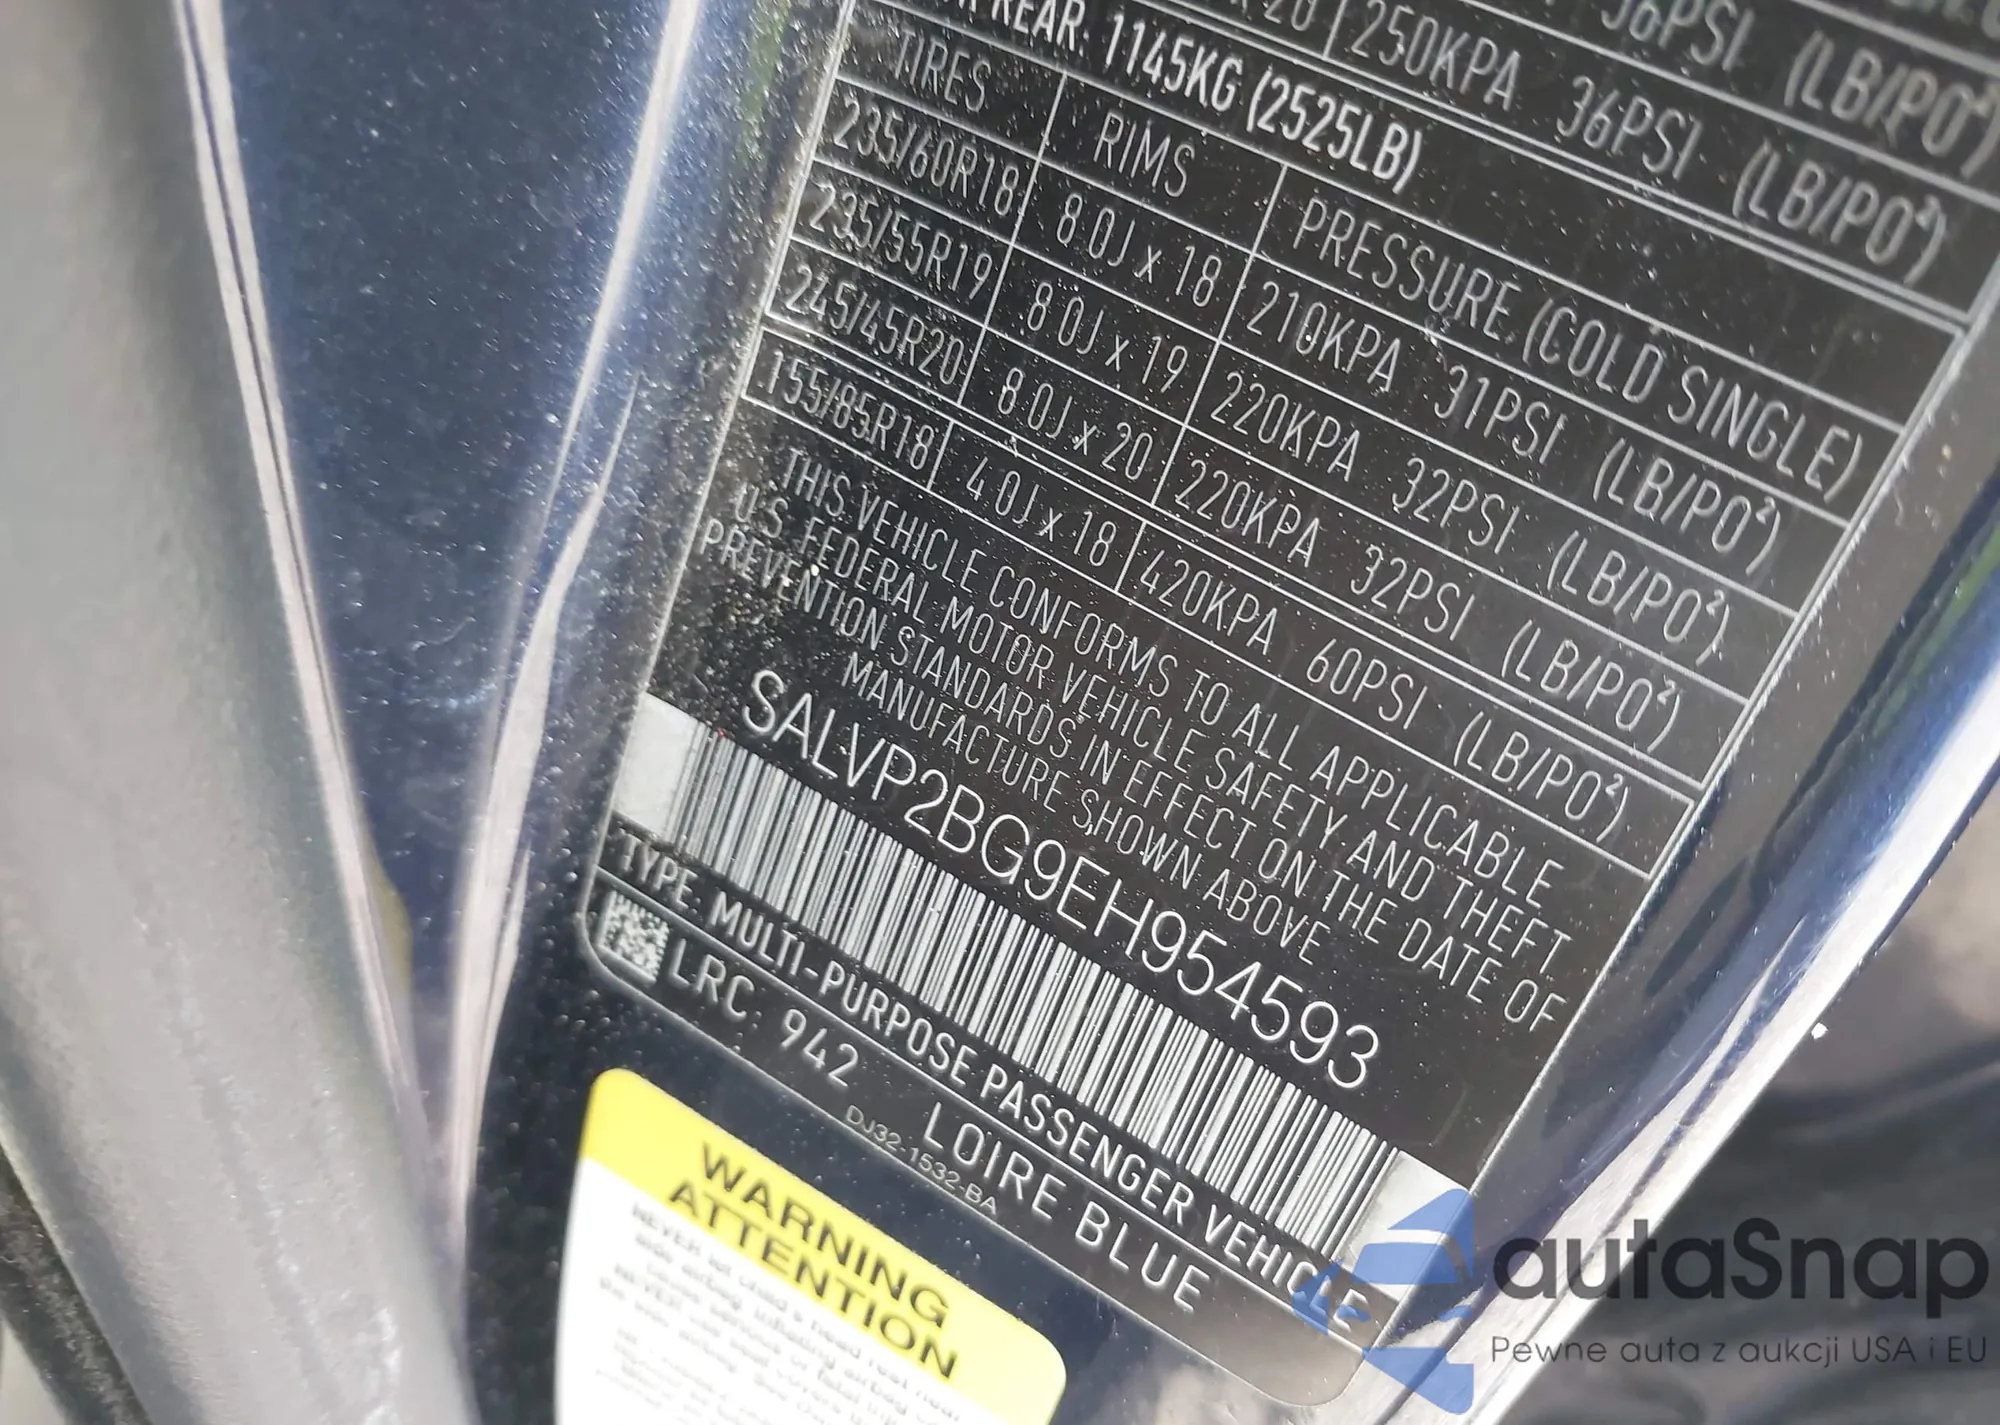 36PSI (LB/PO²)
20 250KPA 36PSI (LB/PO²)
REAR: 1145KG (2525LB)
TIRES RIMS PRESSURE (COLD SINGLE)
235/60R18 8.0J x 18 210KPA 31PSI (LB/PO²)
235/55R19 8.0J x 19 220KPA 32PSI (LB/PO²)
245/45R20 8.0J x 20 220KPA 32PSI (LB/PO²)
155/85R18 4.0J x 18 420KPA 60PSI (LB/PO²)
THIS VEHICLE CONFORMS TO ALL APPLICABLE
U.S. FEDERAL MOTOR VEHICLE SAFETY AND THEFT
PREVENTION STANDARDS IN EFFECT ON THE DATE OF
MANUFACTURE SHOWN ABOVE
SALVP2BG9EH954593
TYPE: MULTI-PURPOSE PASSENGER VEHICLE
LRC: 942 LOIRE BLUE
DJ32-1532-BA
WARNING
ATTENTION
autaSnap
Pewne auta z aukcji USA i EU